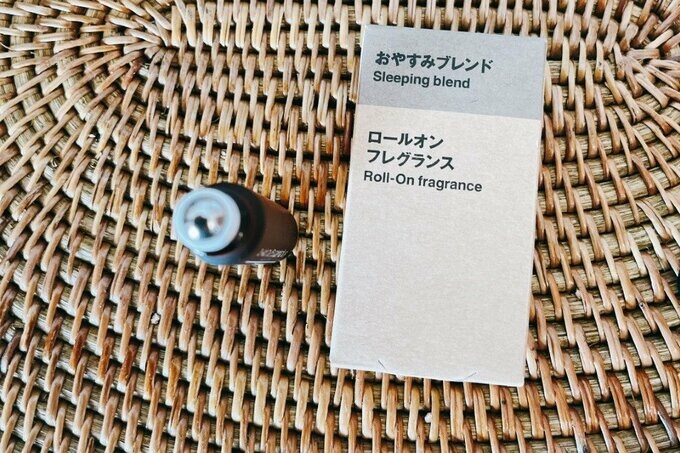 おやすみブレンド
Sleeping blend
ロールオン
フレグランス
Roll-On fragrance